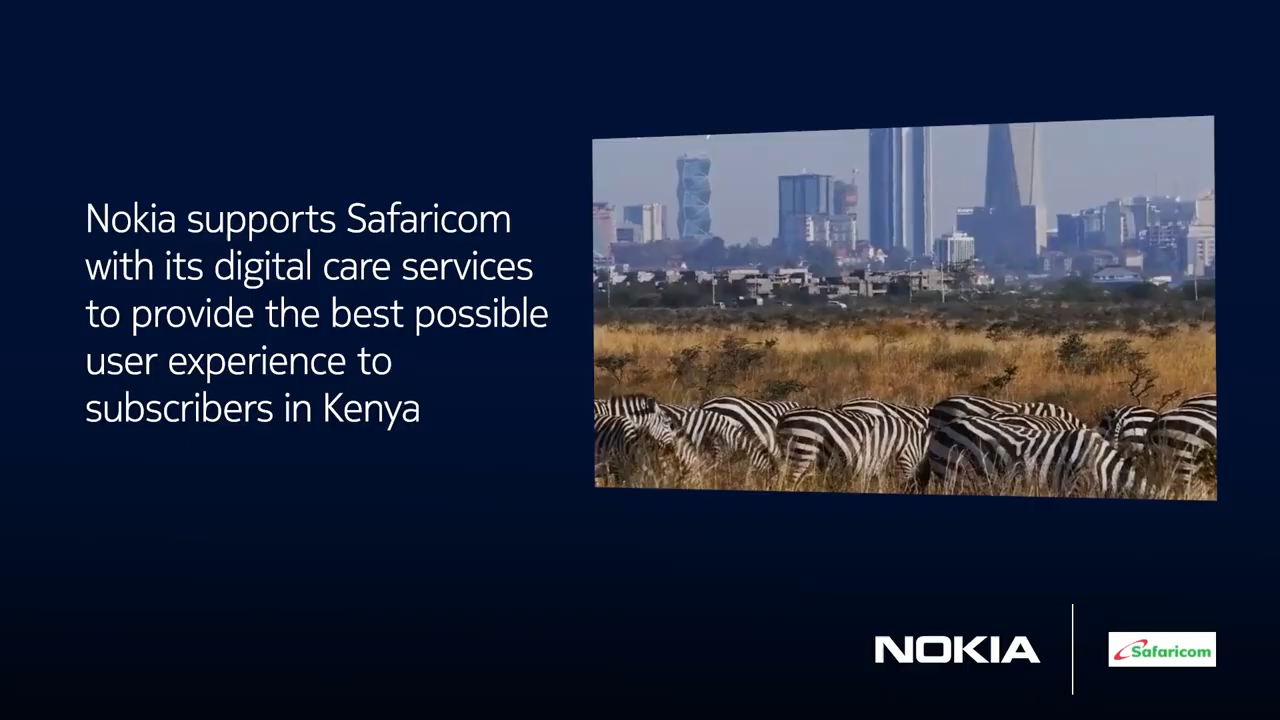 Nokia supports Safaricom
with its digital care services
to provide the best possible
user experience to
subscribers in Kenya
NOKIA
Safaricom